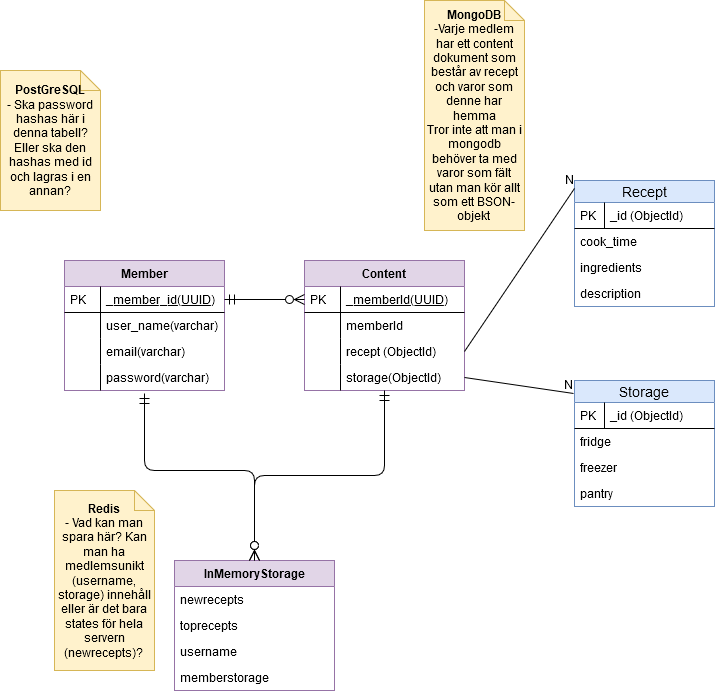 MongoDB
-Varje medlem
har ett content
dokument som
består av recept
och varor som
denne har
hemma
Tror inte att man i
mongodb
behöver ta med
varor som fält
utan man kör allt
som ett BSON-
objekt
PostGreSQL
- Ska password
hashas här i
denna tabell?
Eller ska den
hashas med id
och lagras i en
annan?
N
Recept
PK _id (ObjectId)
cook_time
ingredients
description
Member
PK _member_id(UUID)
user_name(varchar)
email(varchar)
password(varchar)
Content
PK _memberId(UUID)
memberId
recept (ObjectId)
storage(ObjectId)
N
Storage
PK _id (ObjectId)
fridge
freezer
pantry
Redis
- Vad kan man
spara här? Kan
man ha
medlemsunikt
(username,
storage) innehåll
eller är det bara
states för hela
servern
(newrecepts)?
InMemoryStorage
newrecepts
toprecepts
username
memberstorage